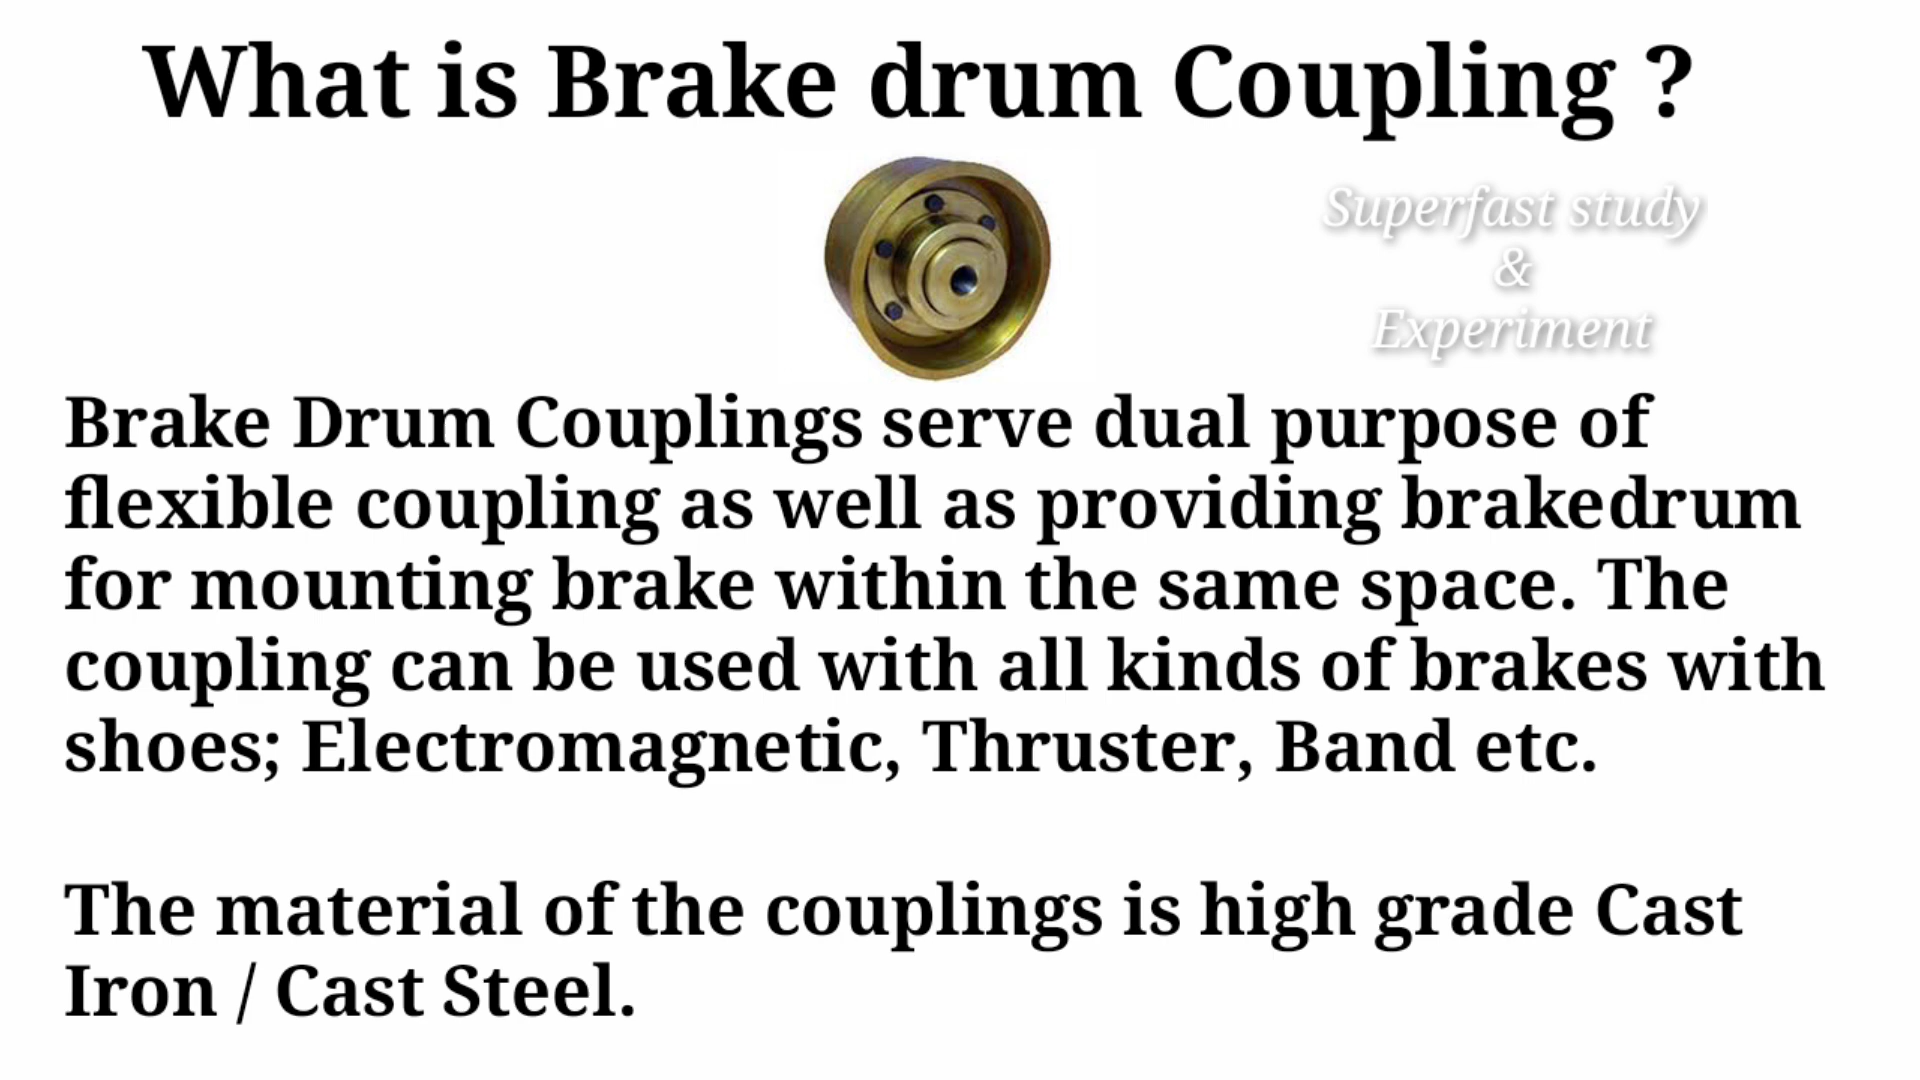 What is Brake drum Coupling ?
Superfast study
&
Experiment
Brake Drum Couplings serve dual purpose of
flexible coupling as well as providing brakedrum
for mounting brake within the same space. The
coupling can be used with all kinds of brakes with
shoes; Electromagnetic, Thruster, Band etc.
The material of the couplings is high grade Cast
Iron / Cast Steel.